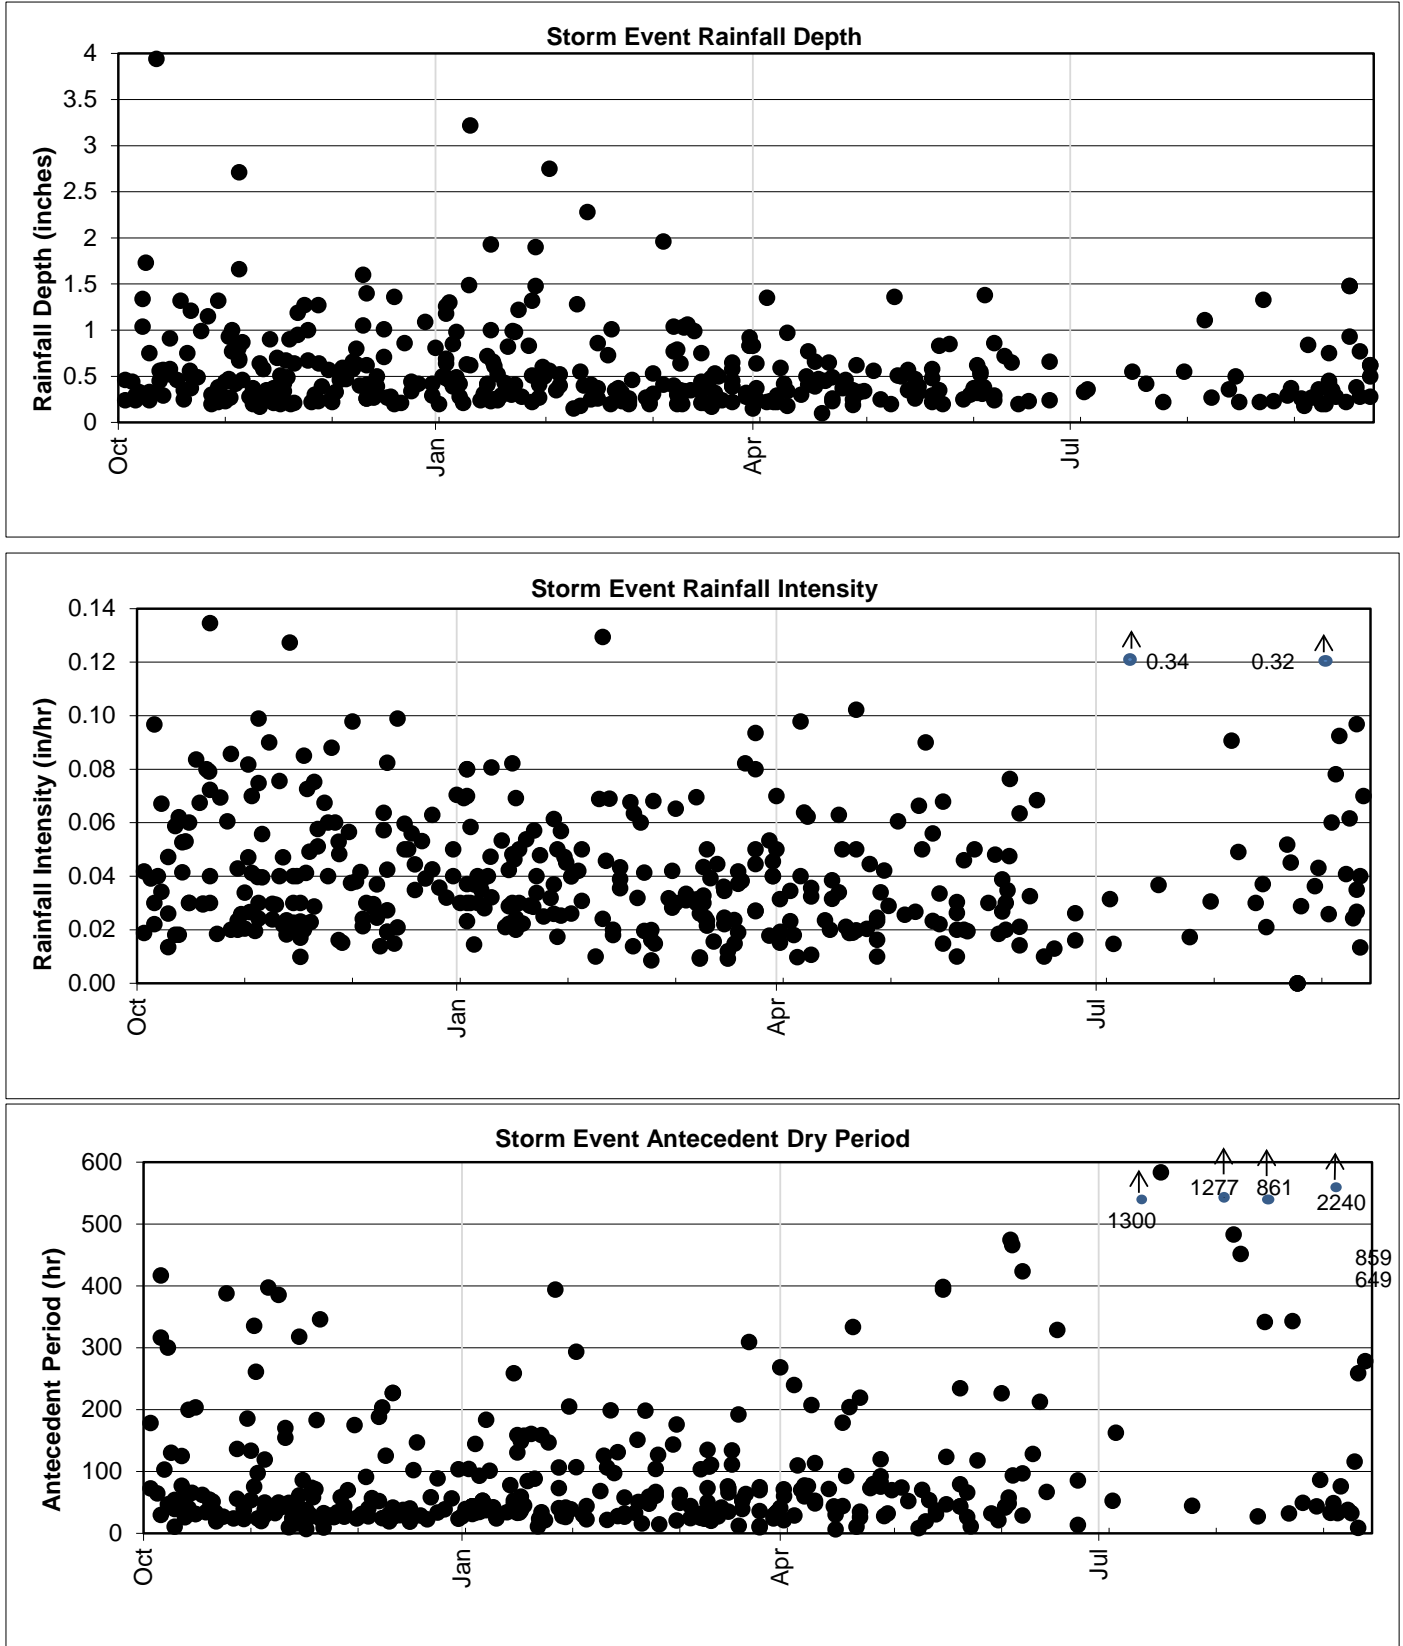 Storm Event Rainfall Depth
Rainfall Depth (inches)
4
3.5
3
2.5
2
1.5
1
0.5
0
Oct
Jan
Apr
Jul
Storm Event Rainfall Intensity
Rainfall Intensity (in/hr)
0.14
0.12
0.10
0.08
0.06
0.04
0.02
0.00
0.34
0.32
Oct
Jan
Apr
Jul
Storm Event Antecedent Dry Period
Antecedent Period (hr)
600
500
400
300
200
100
0
1300
1277
861
2240
859
649
Oct
Jan
Apr
Jul